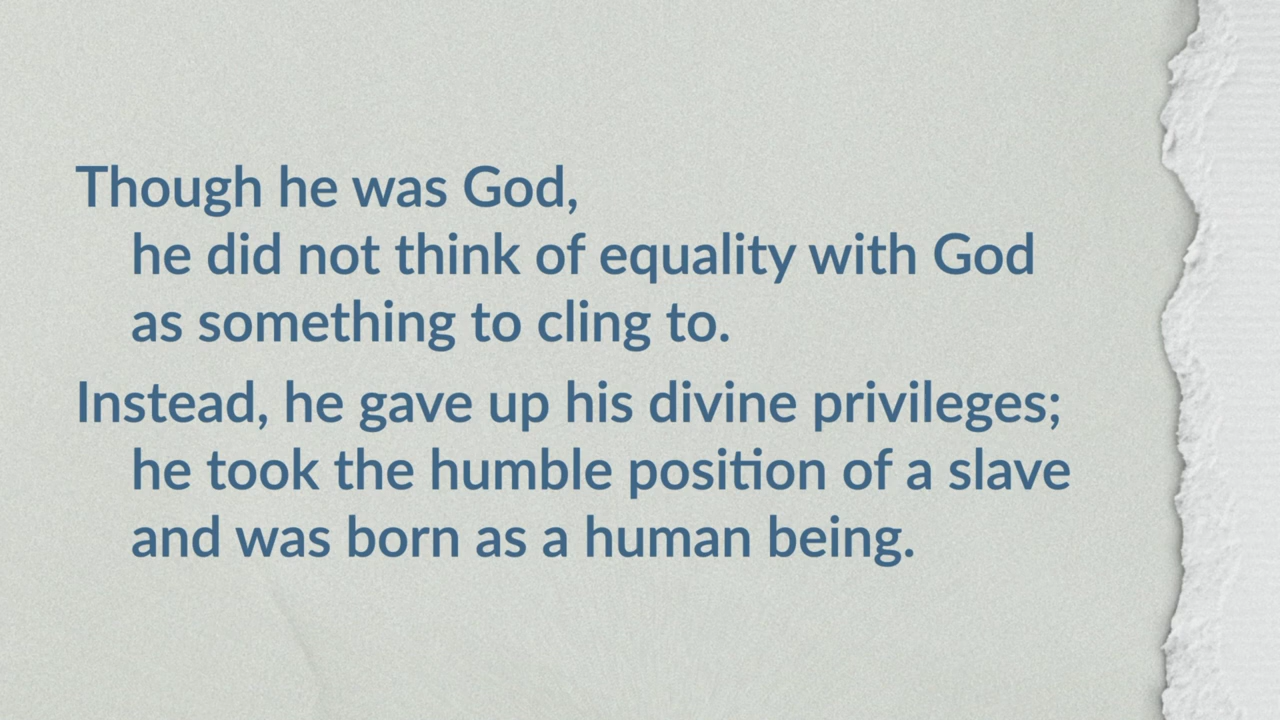 Though he was God,
he did not think of equality with God
as something to cling to.
Instead, he gave up his divine privileges;
he took the humble position of a slave
and was born as a human being.